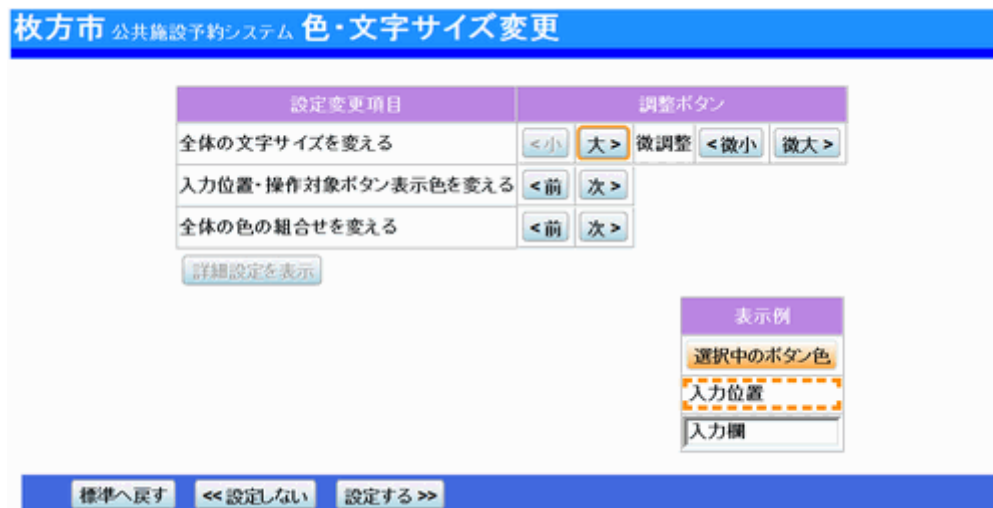 枚方市 公共施設予約システム 色・文字サイズ変更
設定変更項目 調整ボタン
全体の文字サイズを変える <小 大> 微調整 <微小 微大>
入力位置・操作対象ボタン表示色を変える <前 次>
全体の色の組合せを変える <前 次>
詳細設定を表示
表示例
選択中のボタン色
入力位置
入力欄
標準へ戻す <<設定しない 設定する>>